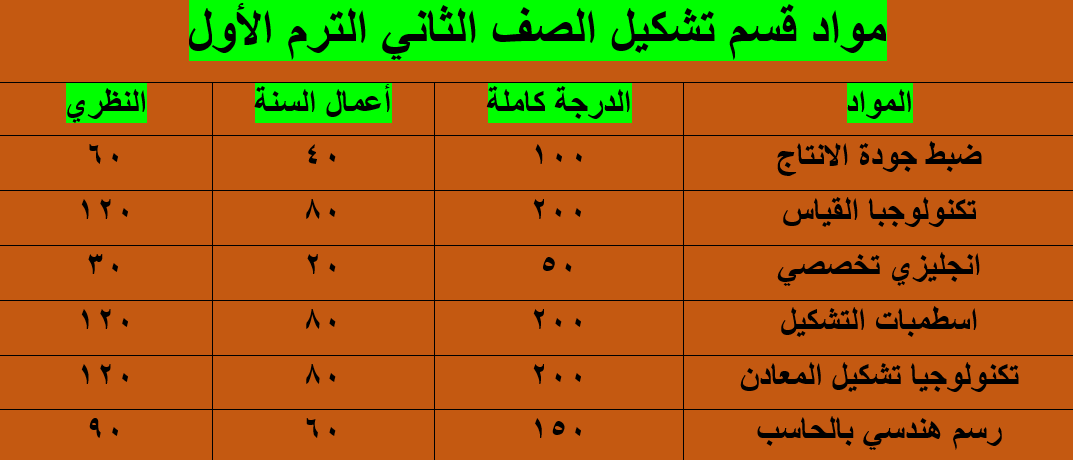 مواد قسم تشكيل الصف الثاني الترم الأول
المواد الدرجة كاملة أعمال السنة النظري
ضبط جودة الانتاج ١٠٠ ٤٠ ٦٠
تكنولوجبا القياس ٢٠٠ ٨٠ ١٢٠
انجليزي تخصصي ٥٠ ٢٠ ٣٠
اسطمبات التشكيل ٢٠٠ ٨٠ ١٢٠
تكنولوجيا تشكيل المعادن ٢٠٠ ٨٠ ١٢٠
رسم هندسي بالحاسب ١٥٠ ٦٠ ٩٠